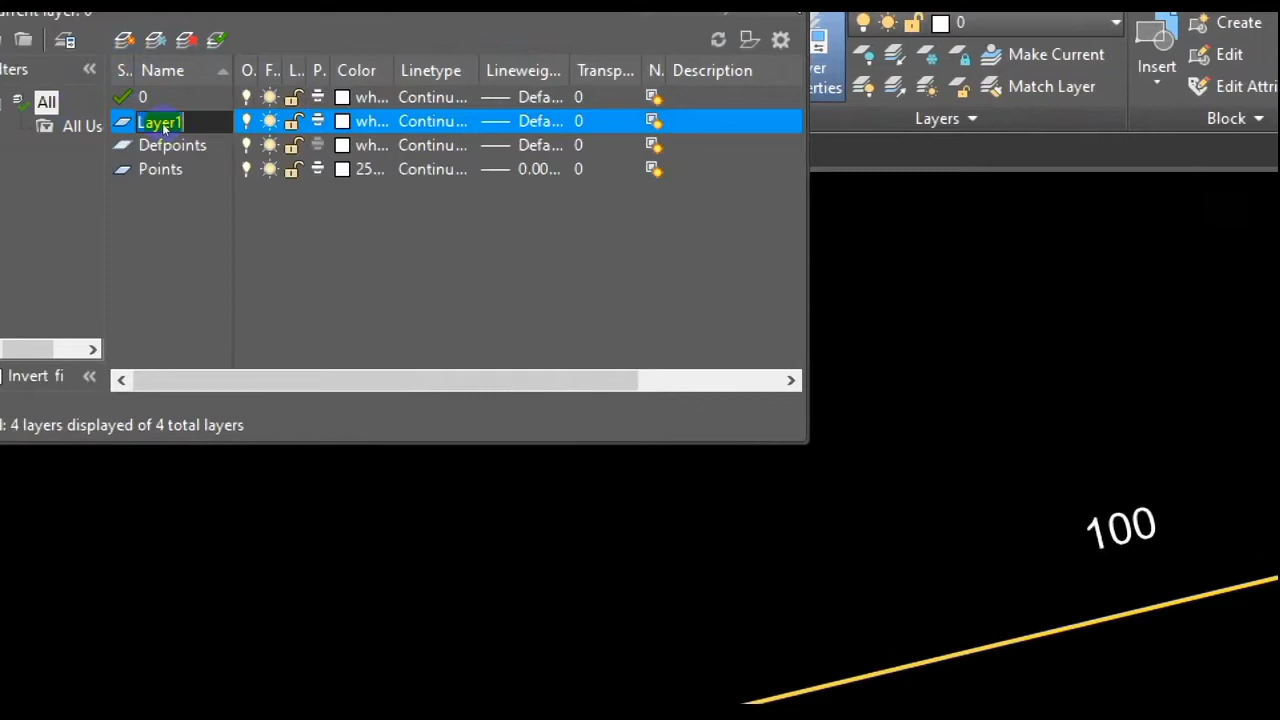 Current layer: 0
S.. Name O. F.. L.. P. Color Linetype Lineweig... Transp... N. Description
0 wh... Continu... Defa... 0
Layer1 wh... Continu... Defa... 0
Defpoints wh... Continu... Defa... 0
Points 25... Continu... 0.00... 0
All
All Us
Invert fi
: 4 layers displayed of 4 total layers
0
Make Current
Match Layer
Layers
Insert
Create
Edit
Edit Attri
Block
100